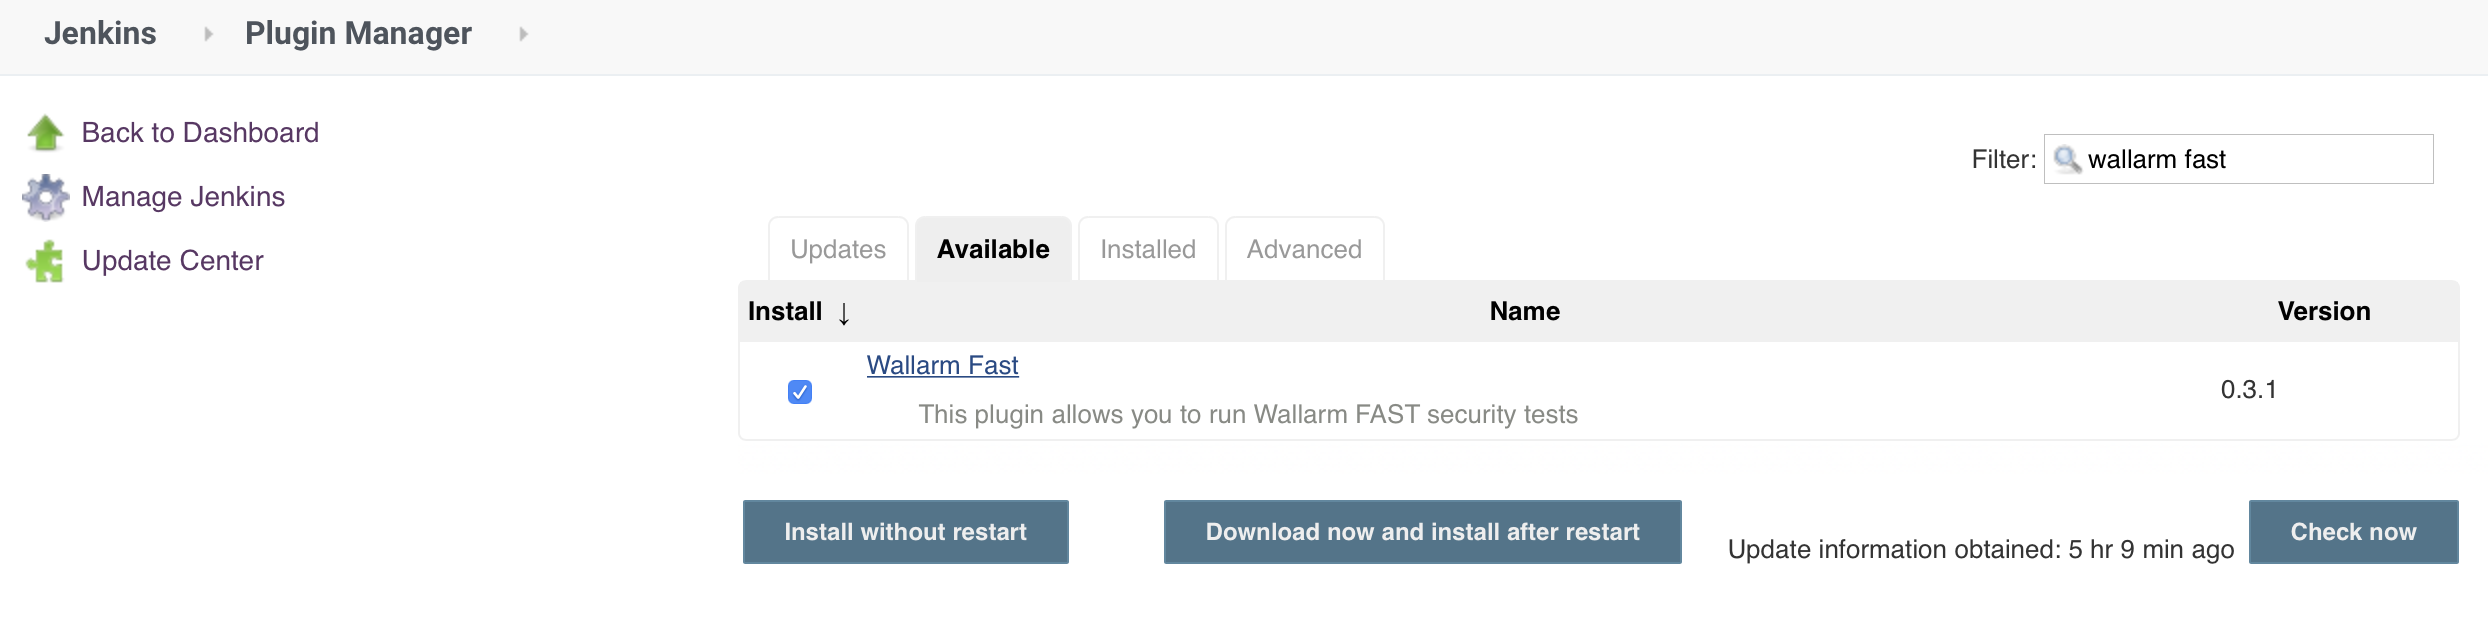 Jenkins Plugin Manager
Back to Dashboard
Manage Jenkins
Update Center
Filter: wallarm fast
Updates Available Installed Advanced
Install ↓ Name Version
Wallarm Fast
This plugin allows you to run Wallarm FAST security tests
0.3.1
Install without restart Download now and install after restart Update information obtained: 5 hr 9 min ago Check now